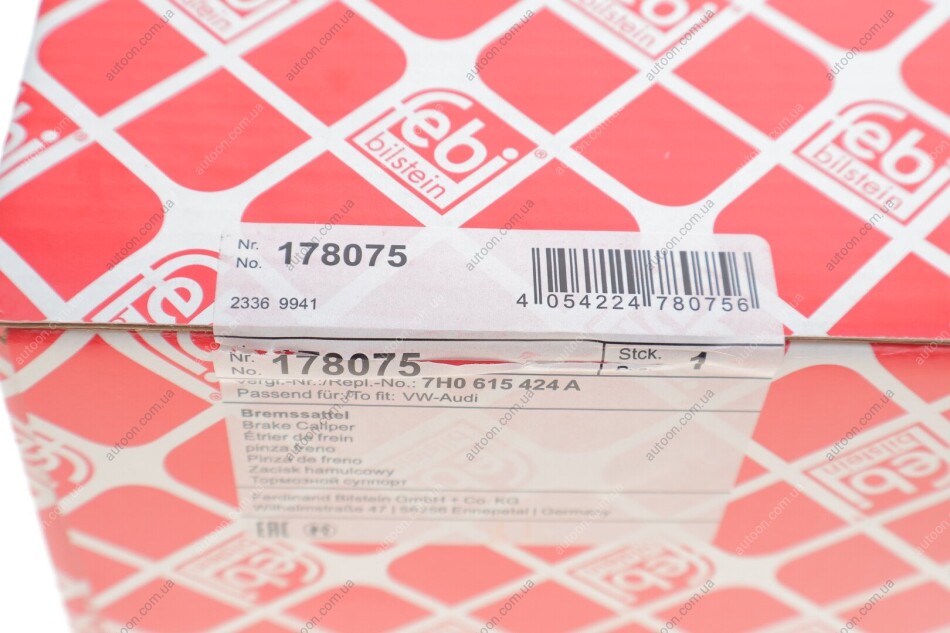 febi
bilstein
Nr.
No. 178075
2336 9941
4 054224 780756
Nr.
No. 178075
Stck. 1
Vergl.-Nr.:/Repl.-No.: 7H0 615 424 A
Passend für:/To fit: VW-Audi
Bremssattel
Brake Caliper
Étrier de frein
pinza freno
Pinza de freno
Zacisk hamulcowy
Тормозной суппорт
Ferdinand Bilstein GmbH + Co. KG
Wilhelmstraße 47 | 58256 Ennepetal | Germany
EAC
autoon.com.ua